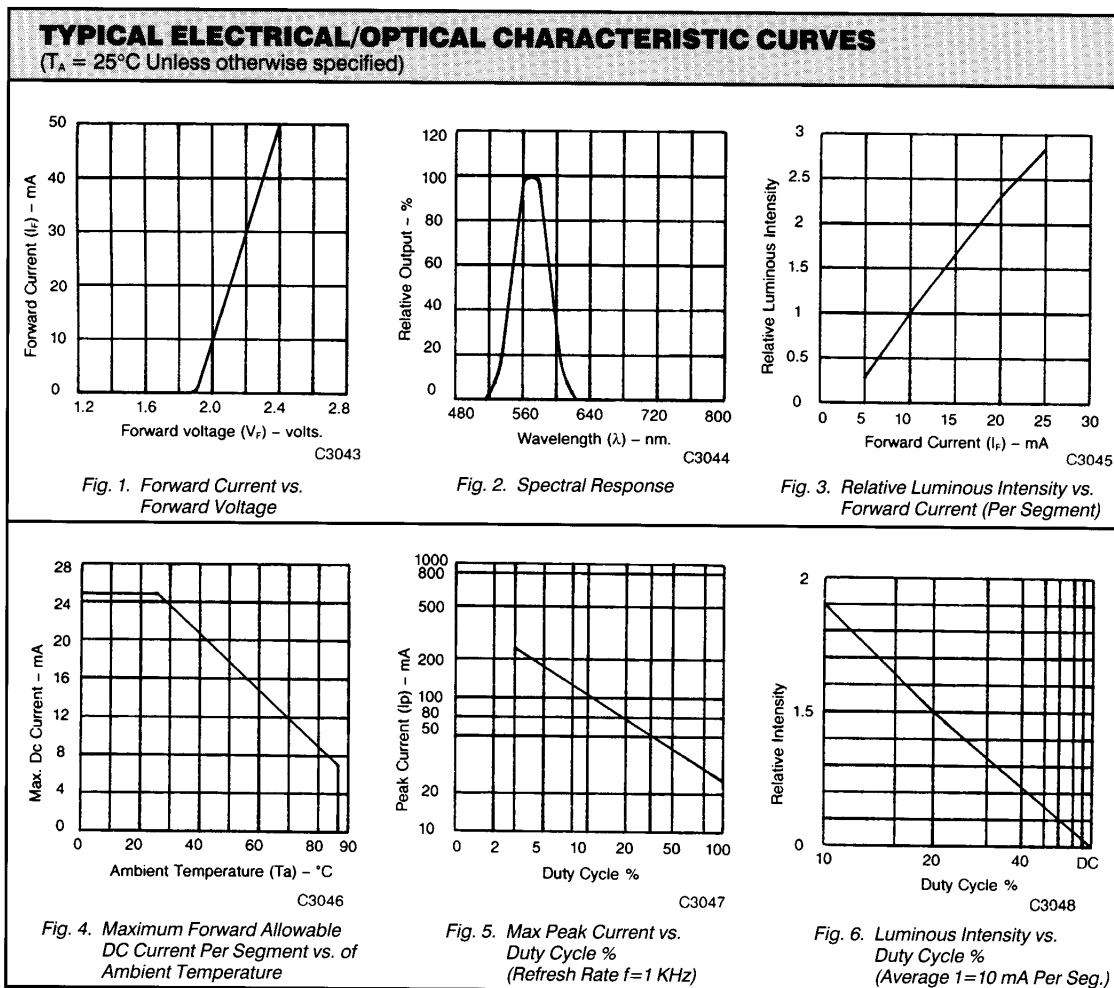 TYPICAL ELECTRICAL/OPTICAL CHARACTERISTIC CURVES
(TA = 25°C Unless otherwise specified)
50
40
30
20
10
0
Forward Current (IF) – mA
1.2 1.6 2.0 2.4 2.8
Forward voltage (VF) – volts.
C3043
Fig. 1. Forward Current vs.
Forward Voltage
120
100
80
60
40
20
0
Relative Output – %
480 560 640 720 800
Wavelength (λ) – nm.
C3044
Fig. 2. Spectral Response
3
2.5
2
1.5
1
0.5
0
Relative Luminous Intensity
0 5 10 15 20 25 30
Forward Current (IF) – mA
C3045
Fig. 3. Relative Luminous Intensity vs.
Forward Current (Per Segment)
28
24
20
16
12
8
4
0
Max. Dc Current – mA
0 20 40 60 80 90
Ambient Temperature (Ta) – °C
C3046
Fig. 4. Maximum Forward Allowable
DC Current Per Segment vs. of
Ambient Temperature
1000
800
500
200
100
80
50
20
10
Peak Current (Ip) – mA
0 2 5 10 20 50 100
Duty Cycle %
C3047
Fig. 5. Max Peak Current vs.
Duty Cycle %
(Refresh Rate f=1 KHz)
2
1.5
0
Relative Intensity
10 20 40 DC
Duty Cycle %
C3048
Fig. 6. Luminous Intensity vs.
Duty Cycle %
(Average 1=10 mA Per Seg.)